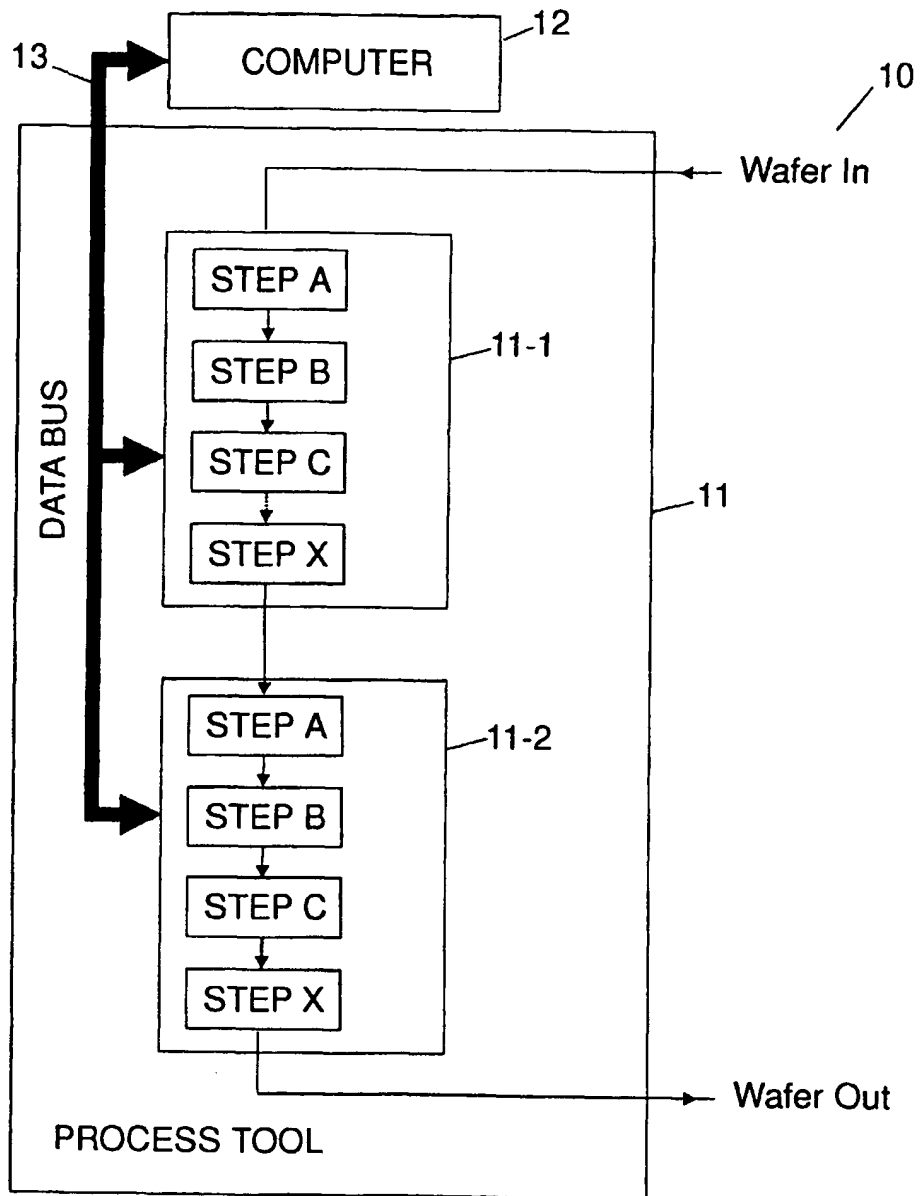 12
13
COMPUTER
10
Wafer In
STEP A
STEP B
11-1
STEP C
STEP X
DATA BUS
11
STEP A
11-2
STEP B
STEP C
STEP X
Wafer Out
PROCESS TOOL